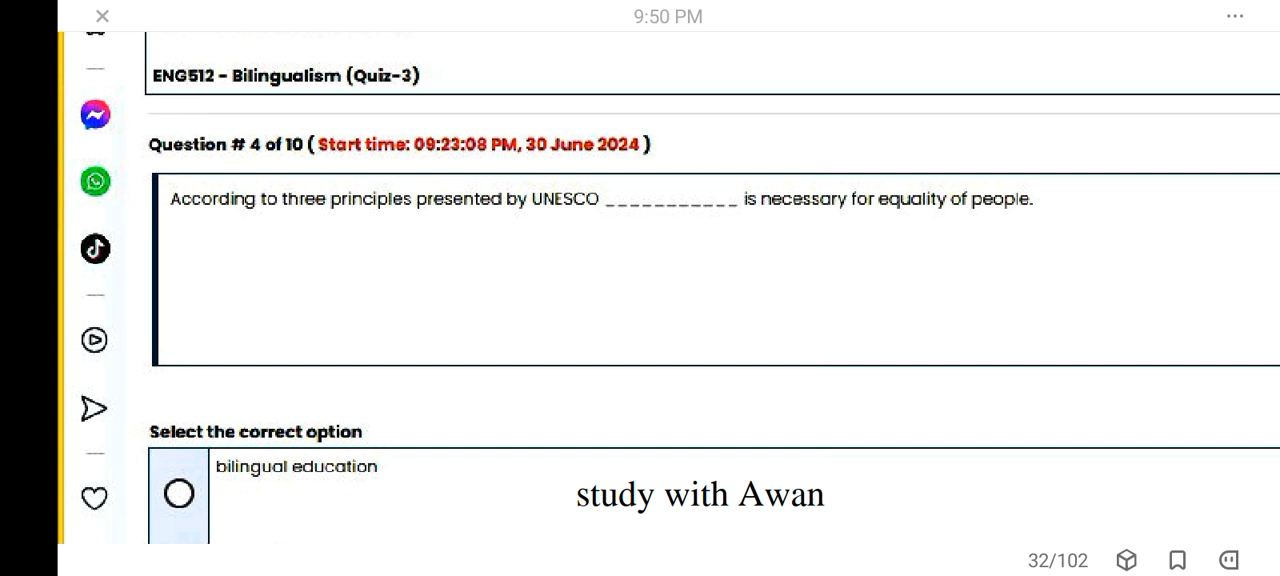 9:50 PM
ENG512 - Bilingualism (Quiz-3)
Question # 4 of 10 ( Start time: 09:23:08 PM, 30 June 2024 )
According to three principles presented by UNESCO ___________ is necessary for equality of people.
Select the correct option
bilingual education
study with Awan
32/102